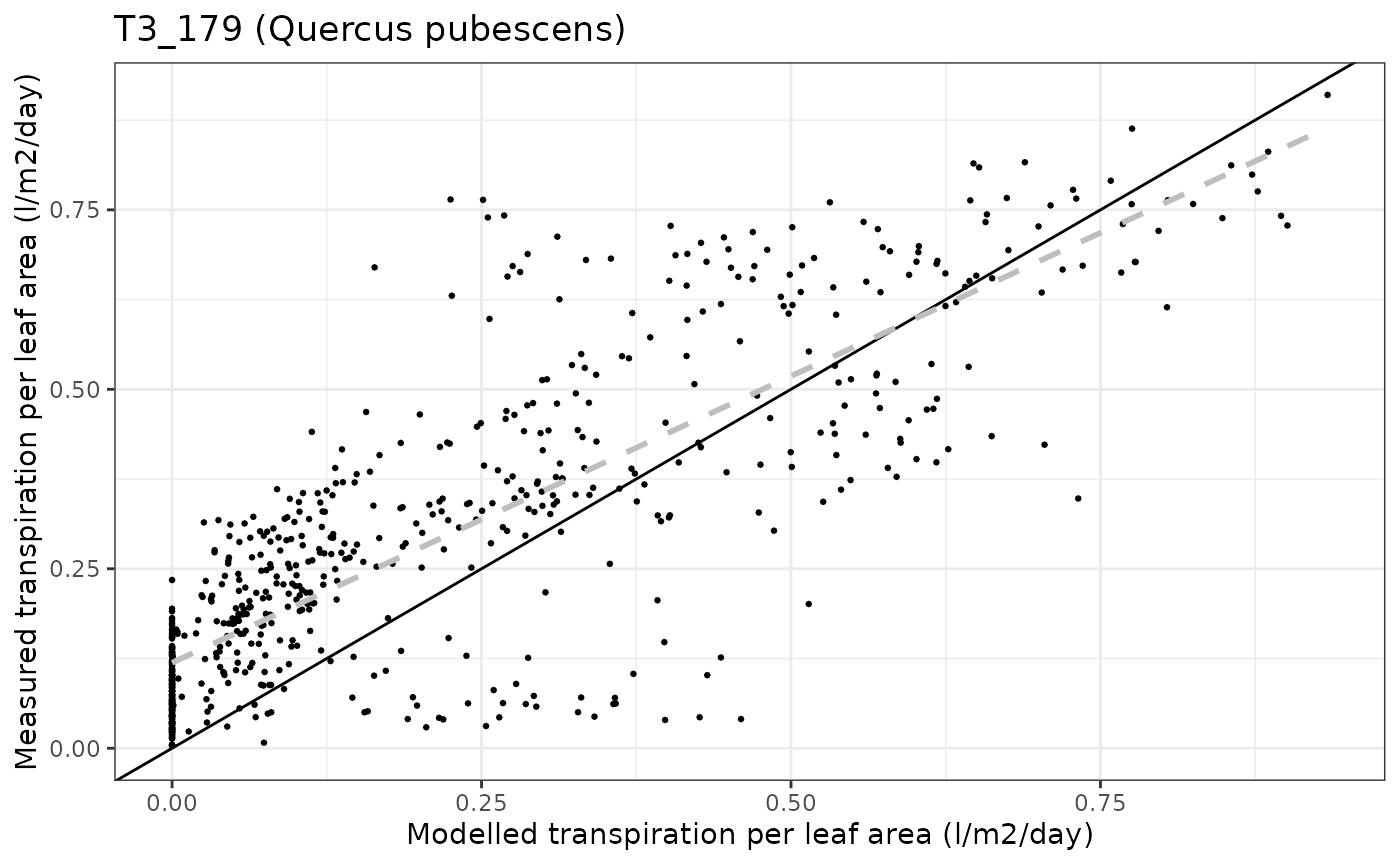 T3_179 (Quercus pubescens)
Measured transpiration per leaf area (l/m2/day)
0.75
0.50
0.25
0.00
0.00 0.25 0.50 0.75
Modelled transpiration per leaf area (l/m2/day)